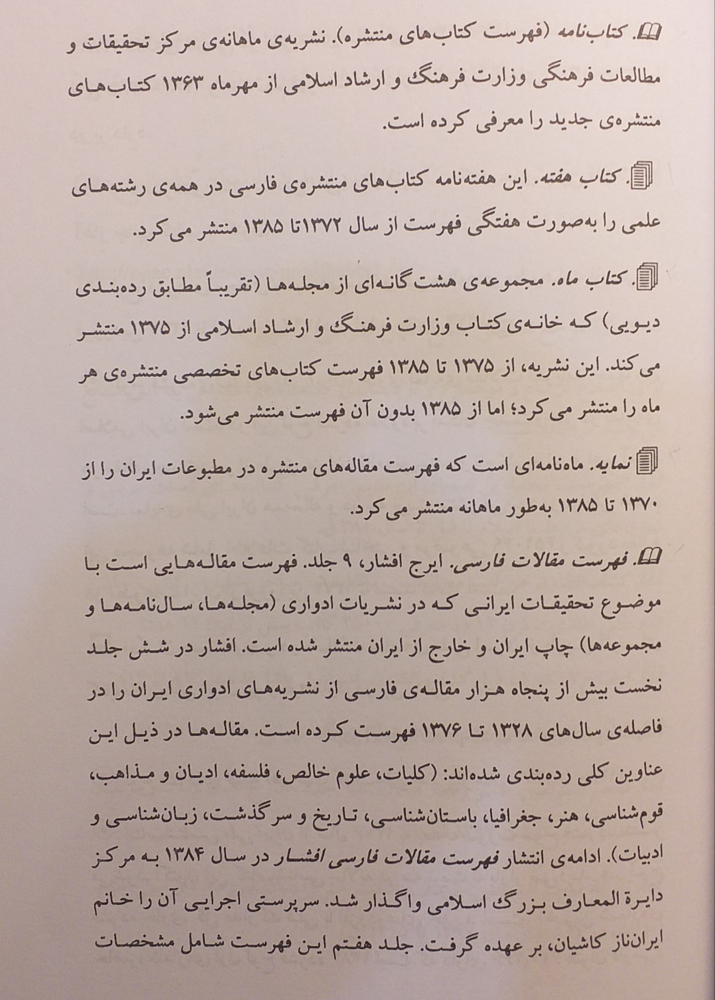 . کتاب‌نامه (فهرست کتاب‌های منتشره). نشریه‌ی ماهانه‌ی مرکز تحقیقات و
مطالعات فرهنگی وزارت فرهنگ و ارشاد اسلامی از مهرماه ۱۳۶۳ کتاب‌های
منتشره‌ی جدید را معرفی کرده است.
. کتاب هفته. این هفته‌نامه کتاب‌های منتشره‌ی فارسی در همه‌ی رشته‌های
علمی را به‌صورت هفتگی فهرست از سال ۱۳۷۲تا ۱۳۸۵ منتشر می‌کرد.
. کتاب ماه. مجموعه‌ی هشت‌گانه‌ای از مجله‌ها (تقریباً مطابق رده‌بندی
دیویی) که خانه‌ی کتاب وزارت فرهنگ و ارشاد اسلامی از ۱۳۷۵ منتشر
می‌کند. این نشریه، از ۱۳۷۵ تا ۱۳۸۵ فهرست کتاب‌های تخصصی منتشره‌ی هر
ماه را منتشر می‌کرد؛ اما از ۱۳۸۵ بدون آن فهرست منتشر می‌شود.
نمایه. ماه‌نامه‌ای است که فهرست مقاله‌های منتشره در مطبوعات ایران را از
۱۳۷۰ تا ۱۳۸۵ به‌طور ماهانه منتشر می‌کرد.
. فهرست مقالات فارسی. ایرج افشار، ۹ جلد. فهرست مقاله‌هایی است با
موضوع تحقیقات ایرانی که در نشریات ادواری (مجله‌ها، سال‌نامه‌ها و
مجموعه‌ها) چاپ ایران و خارج از ایران منتشر شده است. افشار در شش جلد
نخست بیش از پنجاه هزار مقاله‌ی فارسی از نشریه‌های ادواری ایران را در
فاصله‌ی سال‌های ۱۳۲۸ تا ۱۳۷۶ فهرست کرده است. مقاله‌ها در ذیل این
عناوین کلی رده‌بندی شده‌اند: (کلیات، علوم خالص، فلسفه، ادیان و مذاهب،
قوم‌شناسی، هنر، جغرافیا، باستان‌شناسی، تاریخ و سرگذشت، زبان‌شناسی و
ادبیات). ادامه‌ی انتشار فهرست مقالات فارسی افشار در سال ۱۳۸۴ به مرکز
دایرة المعارف بزرگ اسلامی واگذار شد. سرپرستی اجرایی آن را خانم
ایران‌ناز کاشیان، بر عهده گرفت. جلد هفتم این فهرست شامل مشخصات